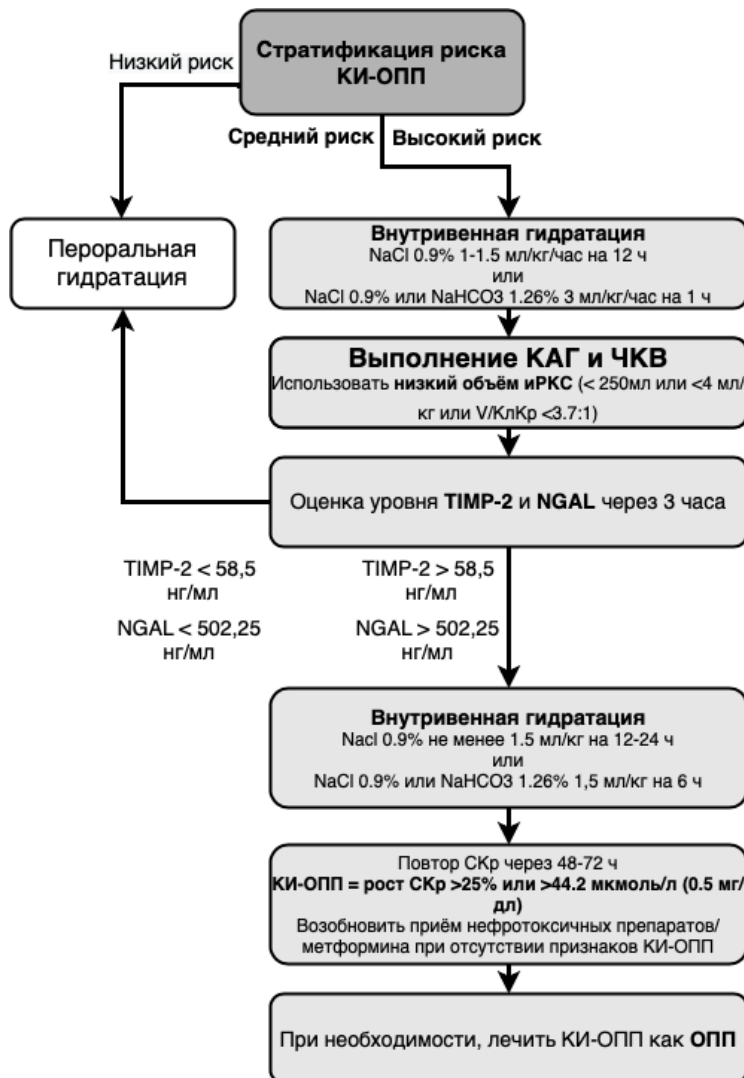 Стратификация риска
КИ-ОПП
Низкий риск
Средний риск
Высокий риск
Пероральная
гидратация
Внутривенная гидратация
NaCl 0.9% 1-1.5 мл/кг/час на 12 ч
или
NaCl 0.9% или NaHCO3 1.26% 3 мл/кг/час на 1 ч
Выполнение КАГ и ЧКВ
Использовать низкий объём иРКС (< 250мл или <4 мл/
кг или V/КлКр <3.7:1)
Оценка уровня TIMP-2 и NGAL через 3 часа
TIMP-2 < 58,5
нг/мл
NGAL < 502,25
нг/мл
TIMP-2 > 58,5
нг/мл
NGAL > 502,25
нг/мл
Внутривенная гидратация
Nacl 0.9% не менее 1.5 мл/кг на 12-24 ч
или
NaCl 0.9% или NaHCO3 1.26% 1,5 мл/кг на 6 ч
Повтор СКр через 48-72 ч
КИ-ОПП = рост СКр >25% или >44.2 мкмоль/л (0.5 мг/
дл)
Возобновить приём нефротоксичных препаратов/
метформина при отсутствии признаков КИ-ОПП
При необходимости, лечить КИ-ОПП как ОПП